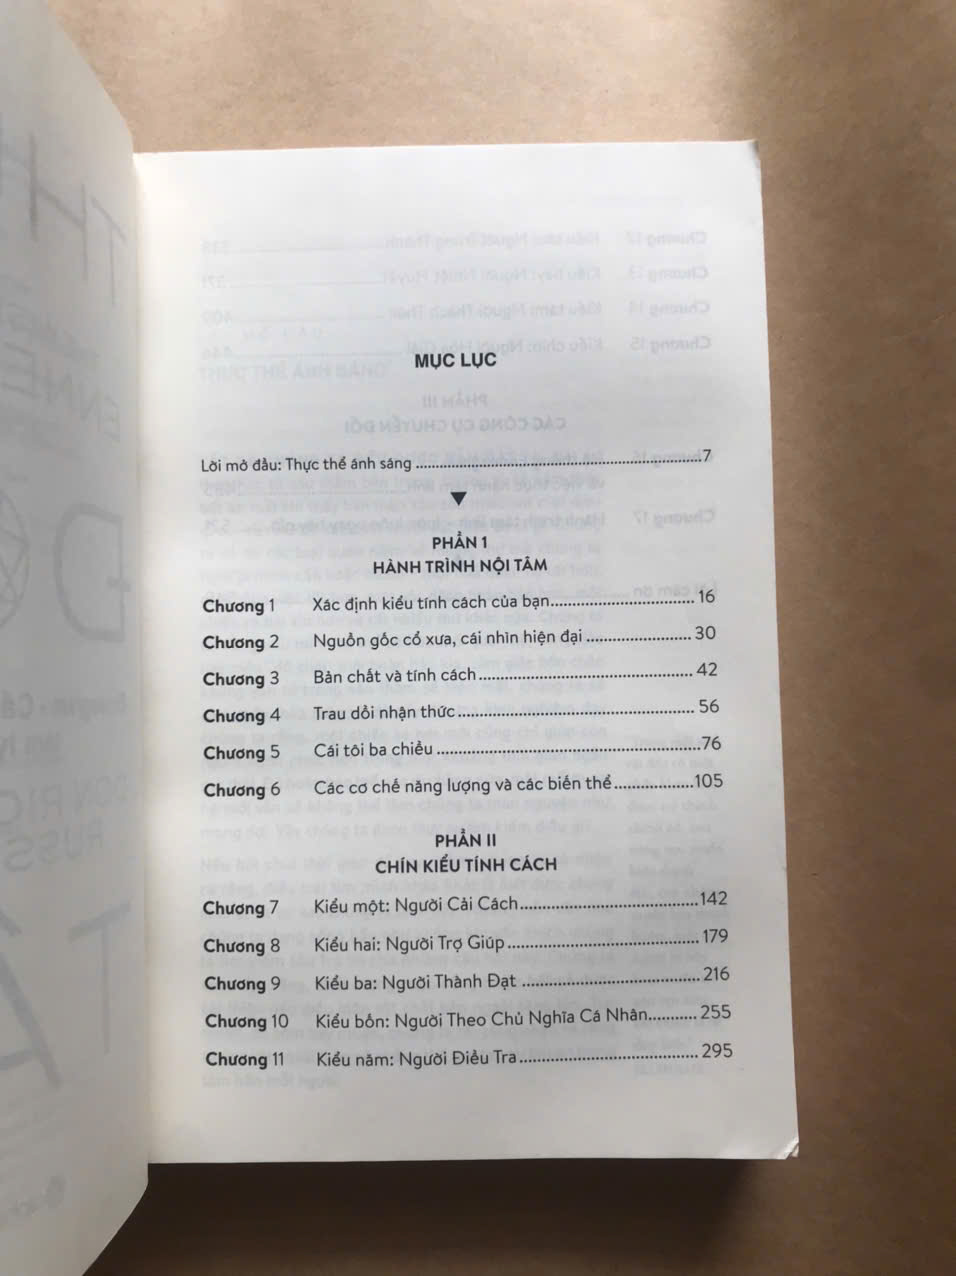 MỤC LỤC
Lời mở đầu: Thực thể ánh sáng ........ 7
PHẦN 1
HÀNH TRÌNH NỘI TÂM
Chương 1 Xác định kiểu tính cách của bạn ........ 16
Chương 2 Nguồn gốc cổ xưa, cái nhìn hiện đại ........ 30
Chương 3 Bản chất và tính cách ........ 42
Chương 4 Trau dồi nhận thức ........ 56
Chương 5 Cái tôi ba chiều ........ 76
Chương 6 Các cơ chế năng lượng và các biến thể ........ 105
PHẦN II
CHÍN KIỂU TÍNH CÁCH
Chương 7 Kiểu một: Người Cải Cách ........ 142
Chương 8 Kiểu hai: Người Trợ Giúp ........ 179
Chương 9 Kiểu ba: Người Thành Đạt ........ 216
Chương 10 Kiểu bốn: Người Theo Chủ Nghĩa Cá Nhân ........ 255
Chương 11 Kiểu năm: Người Điều Tra ........ 295